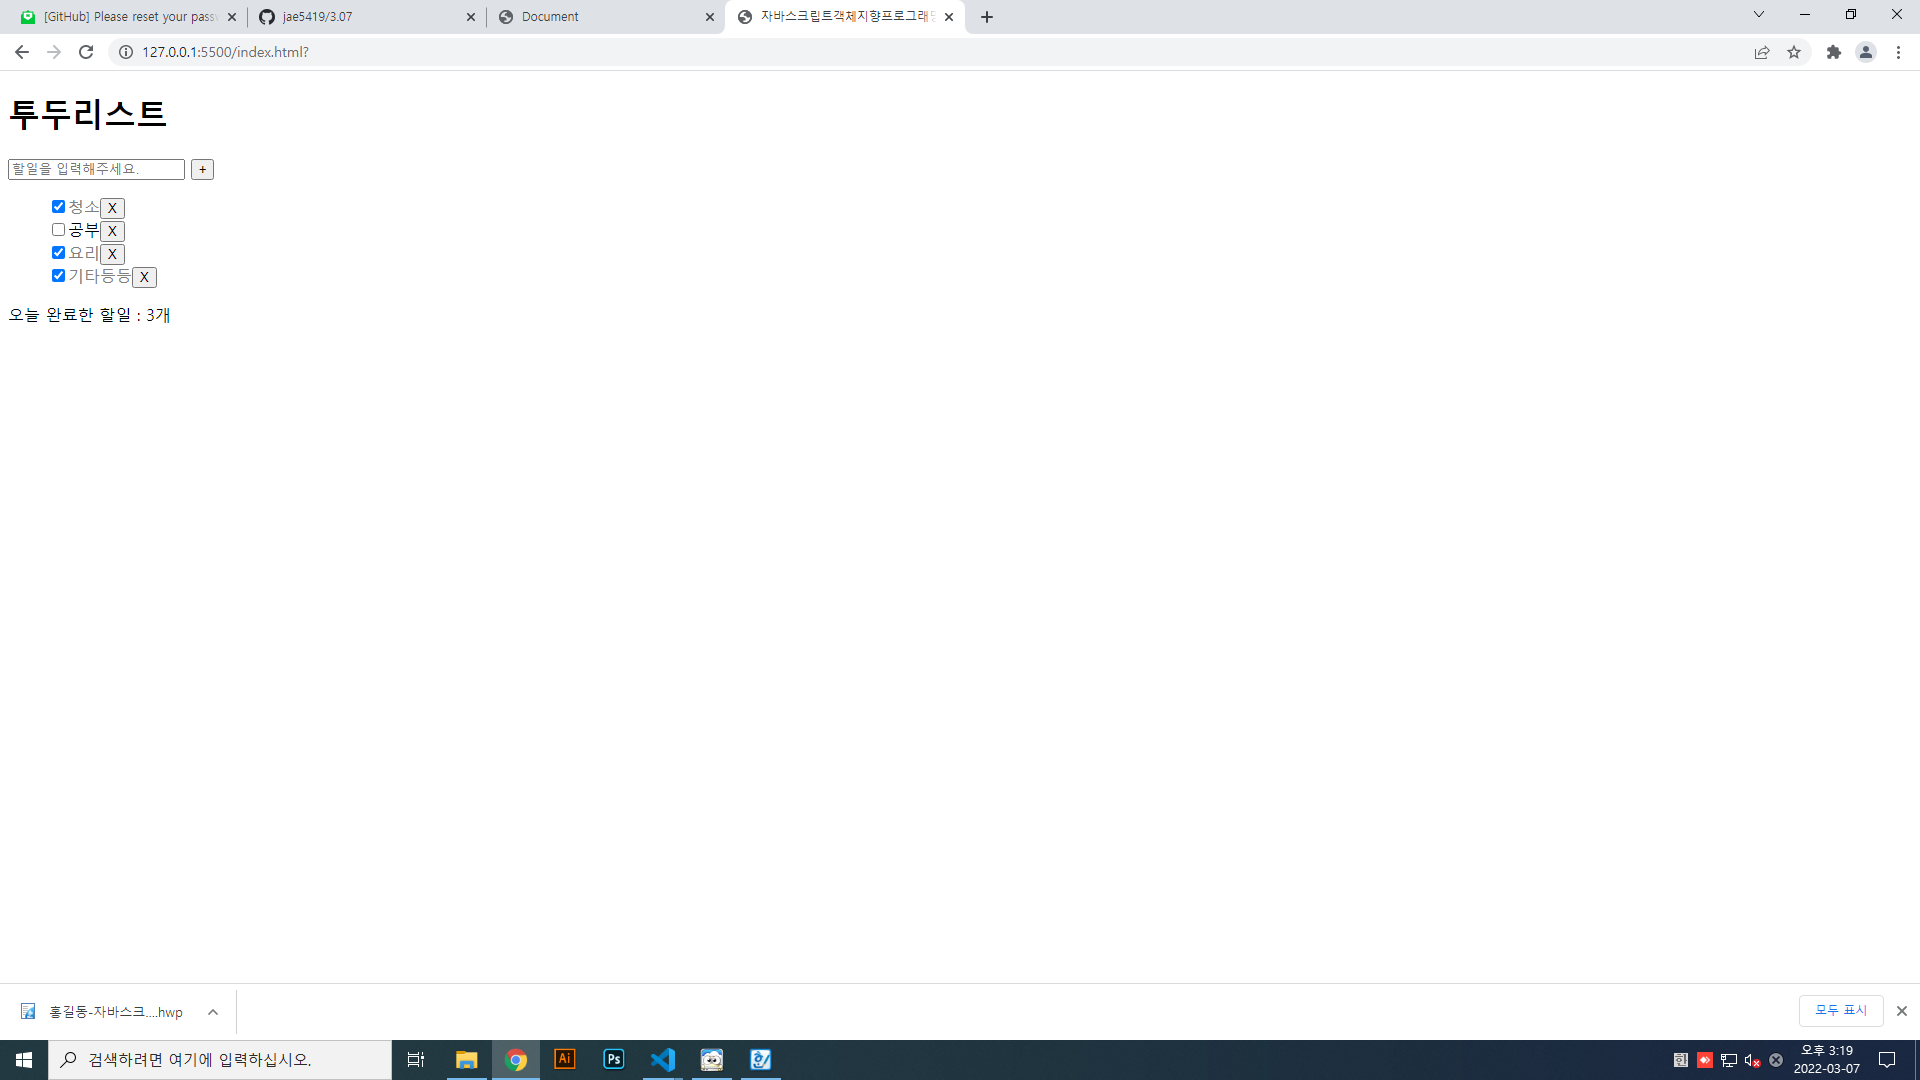 [GitHub] Please reset your passw
jae5419/3.07
Document
자바스크립트객체지향프로그래밍
127.0.0.1:5500/index.html?
투두리스트
할일을 입력해주세요. +
청소 X
공부 X
요리 X
기타등등 X
오늘 완료한 할일 : 3개
홍길동-자바스크....hwp
모두 표시
검색하려면 여기에 입력하십시오.
Ai
Ps
한
오후 3:19
2022-03-07